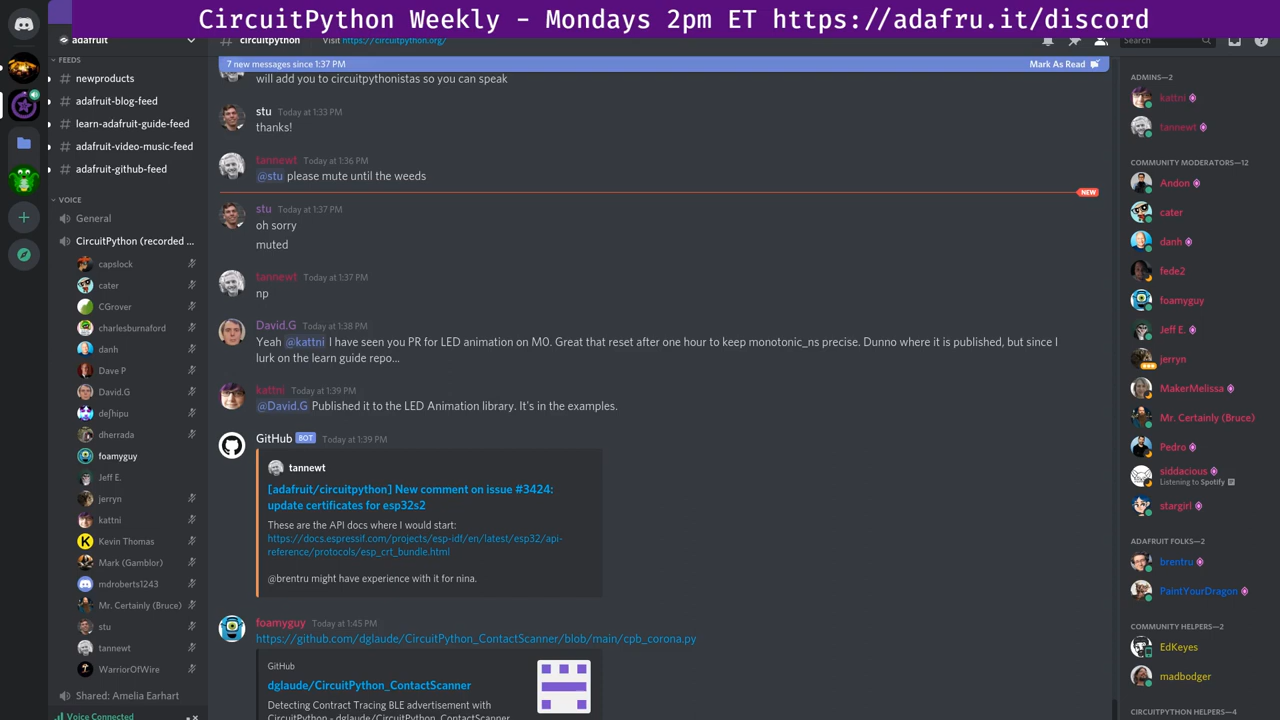 CircuitPython Weekly - Mondays 2pm ET https://adafru.it/discord
adafruit
circuitpython
Visit https://circuitpython.org/
Search
FEEDS
# newproducts
# adafruit-blog-feed
# learn-adafruit-guide-feed
# adafruit-video-music-feed
# adafruit-github-feed
VOICE
General
CircuitPython (recorded ...
capslock
cater
CGrover
charlesburnaford
danh
Dave P
David.G
deʃhipu
dherrada
foamyguy
Jeff E.
jerryn
kattni
Kevin Thomas
Mark (Gamblor)
mdroberts1243
Mr. Certainly (Bruce)
stu
tannewt
WarriorOfWire
Shared: Amelia Earhart
Voice Connected
7 new messages since 1:37 PM
Mark As Read
will add you to circuitpythonistas so you can speak
stu Today at 1:33 PM
thanks!
tannewt Today at 1:36 PM
@stu please mute until the weeds
NEW
stu Today at 1:37 PM
oh sorry
muted
tannewt Today at 1:37 PM
np
David.G Today at 1:38 PM
Yeah @kattni I have seen you PR for LED animation on M0. Great that reset after one hour to keep monotonic_ns precise. Dunno where it is published, but since I
lurk on the learn guide repo...
kattni Today at 1:39 PM
@David.G Published it to the LED Animation library. It's in the examples.
GitHub BOT Today at 1:39 PM
tannewt
[adafruit/circuitpython] New comment on issue #3424:
update certificates for esp32s2
These are the API docs where I would start:
https://docs.espressif.com/projects/esp-idf/en/latest/esp32/api-
reference/protocols/esp_crt_bundle.html
@brentru might have experience with it for nina.
foamyguy Today at 1:45 PM
https://github.com/dglaude/CircuitPython_ContactScanner/blob/main/cpb_corona.py
GitHub
dglaude/CircuitPython_ContactScanner
Detecting Contract Tracing BLE advertisement with
CircuitPython - dglaude/CircuitPython_ContactScanner
ADMINS—2
kattni
tannewt
COMMUNITY MODERATORS—12
Andon
cater
danh
fede2
foamyguy
Jeff E.
jerryn
MakerMelissa
Mr. Certainly (Bruce)
Pedro
siddacious
Listening to Spotify
stargirl
ADAFRUIT FOLKS—2
brentru
PaintYourDragon
COMMUNITY HELPERS—2
EdKeyes
madbodger
CIRCUITPYTHON HELPERS—4